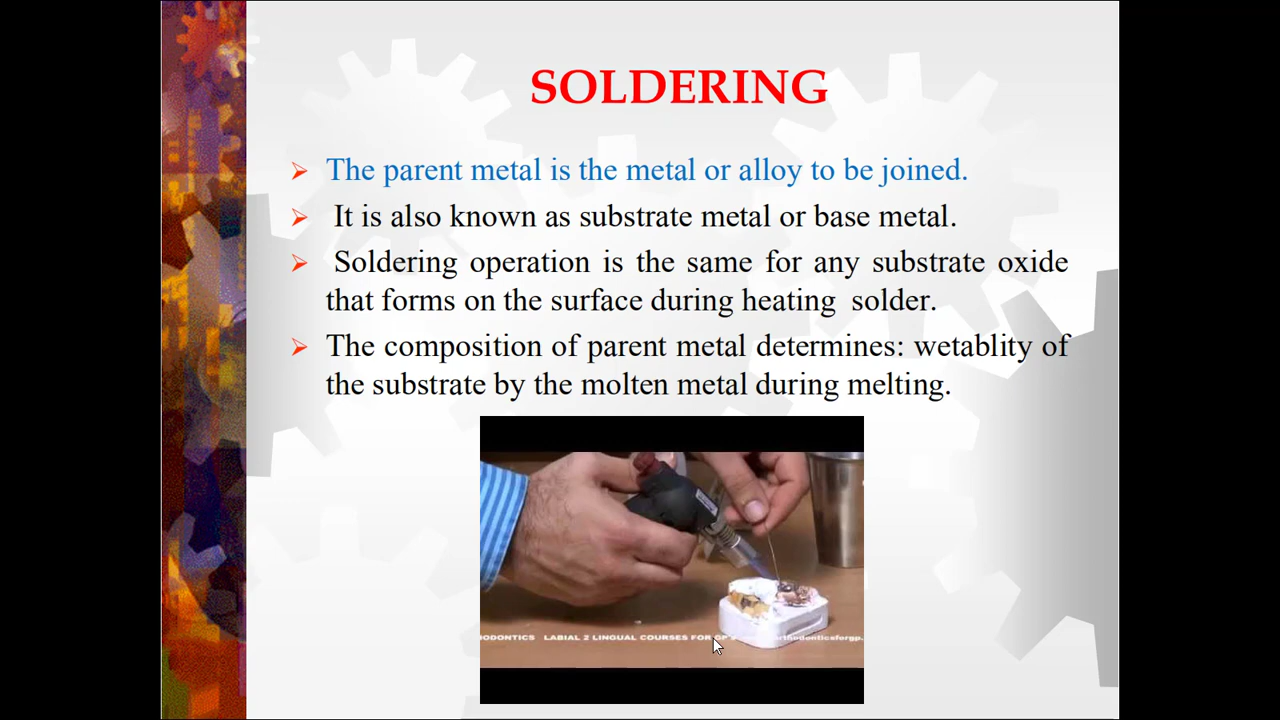 SOLDERING
The parent metal is the metal or alloy to be joined.
It is also known as substrate metal or base metal.
Soldering operation is the same for any substrate oxide
that forms on the surface during heating solder.
The composition of parent metal determines: wetablity of
the substrate by the molten metal during melting.
HODONTICS LABIAL 2 LINGUAL COURSES FOR GP'S orthodonticsforgp.